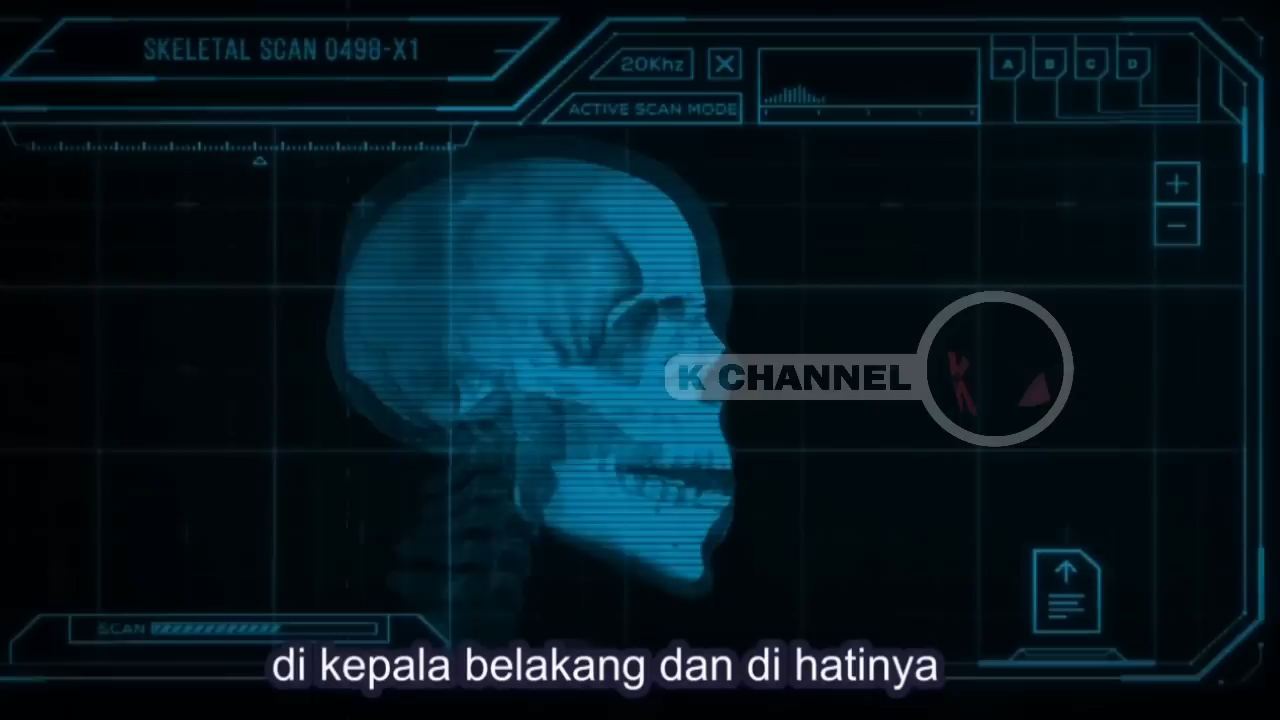 SKELETAL SCAN 0498-X1
20Khz
ACTIVE SCAN MODE
A B C D
K CHANNEL
SCAN
di kepala belakang dan di hatinya